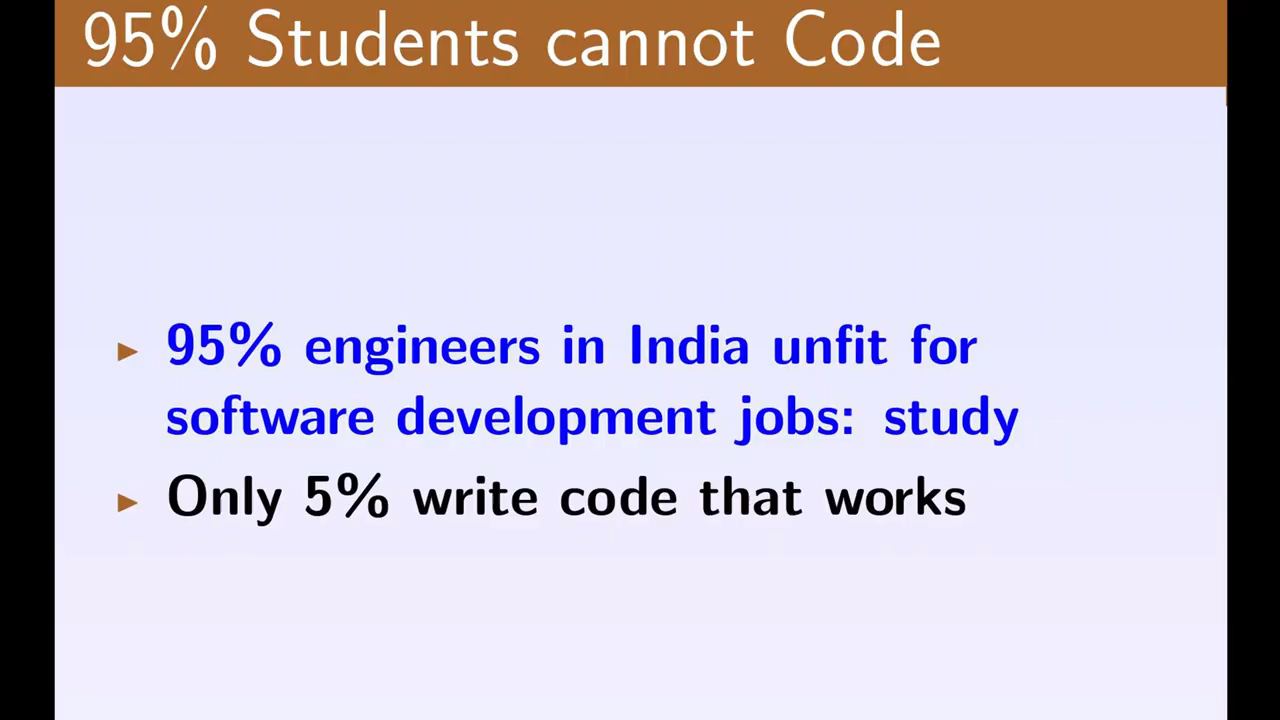 95% Students cannot Code
95% engineers in India unfit for
software development jobs: study
Only 5% write code that works